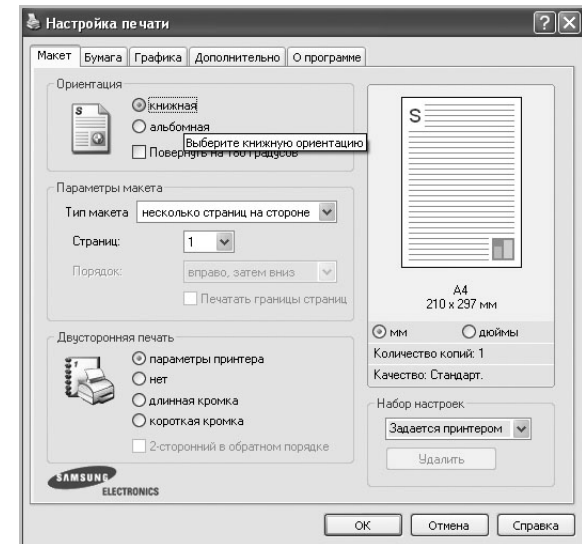 Настройка печати
Макет Бумага Графика Дополнительно О программе
Ориентация
книжная
альбомная
Выберите книжную ориентацию
Повернуть на 180 градусов
Параметры макета
Тип макета несколько страниц на стороне
Страниц: 1
Порядок: вправо, затем вниз
Печатать границы страниц
Двусторонняя печать
параметры принтера
нет
длинная кромка
короткая кромка
2-сторонний в обратном порядке
SAMSUNG
ELECTRONICS
S
S
A4
210 x 297 мм
мм дюймы
Количество копий: 1
Качество: Стандарт.
Набор настроек
Задается принтером
Удалить
OK Отмена Справка